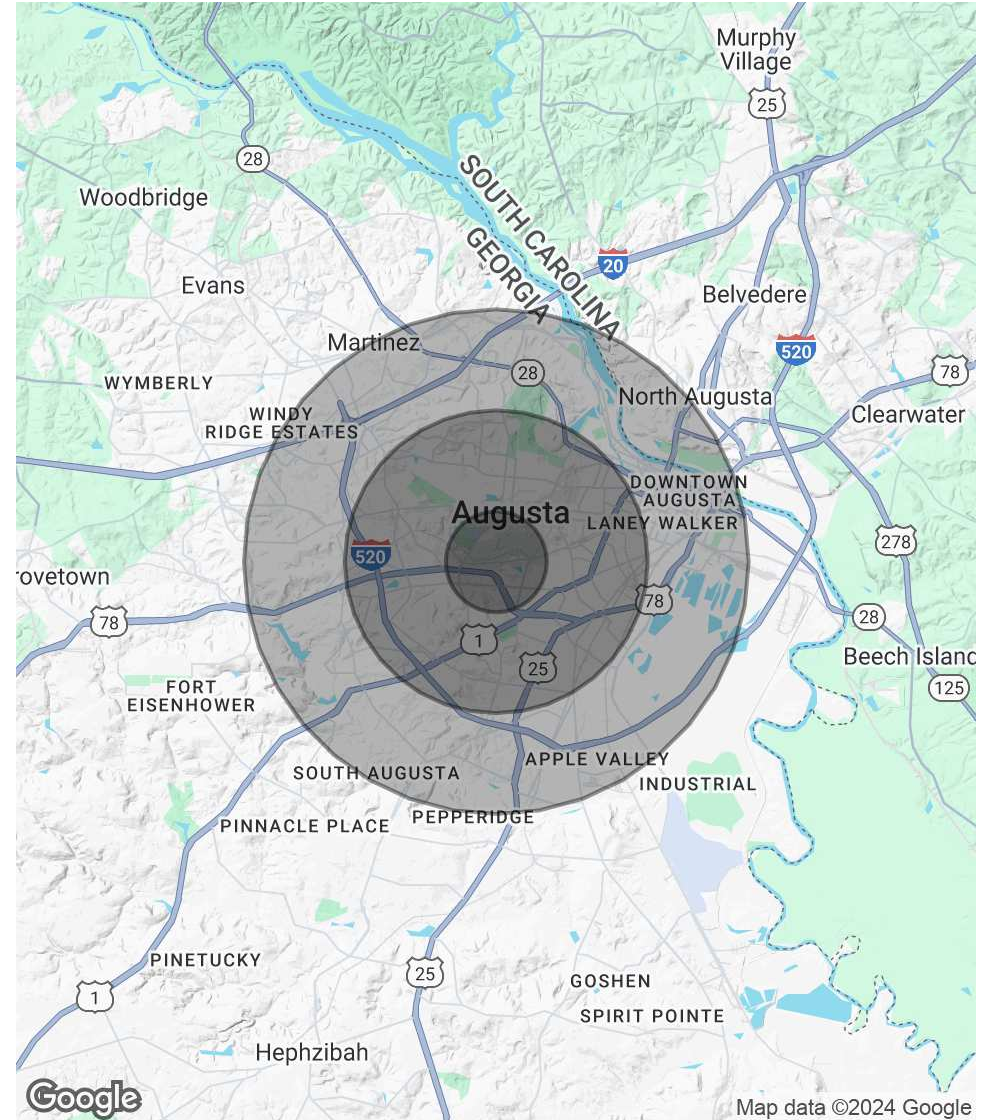 Murphy
Village
25
28
SOUTH CAROLINA
Woodbridge
GEORGIA
20
Evans
Belvedere
Martinez
520
28
78
WYMBERLY
North Augusta
Clearwater
WINDY
RIDGE ESTATES
DOWNTOWN
AUGUSTA
Augusta
LANEY WALKER
520
278
rovetown
78
78
28
1
25
Beech Island
FORT
EISENHOWER
125
APPLE VALLEY
SOUTH AUGUSTA
INDUSTRIAL
PEPPERIDGE
PINNACLE PLACE
PINETUCKY
25
GOSHEN
1
SPIRIT POINTE
Hephzibah
Google
Map data ©2024 Google